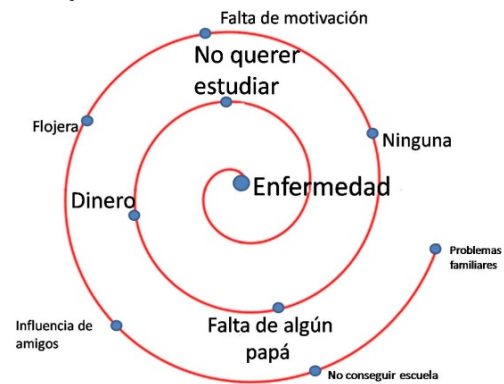 Falta de motivación
No querer
estudiar
Flojera
Ninguna
Enfermedad
Dinero
Problemas
familiares
Influencia de
amigos
Falta de algún
papá
No conseguir escuela